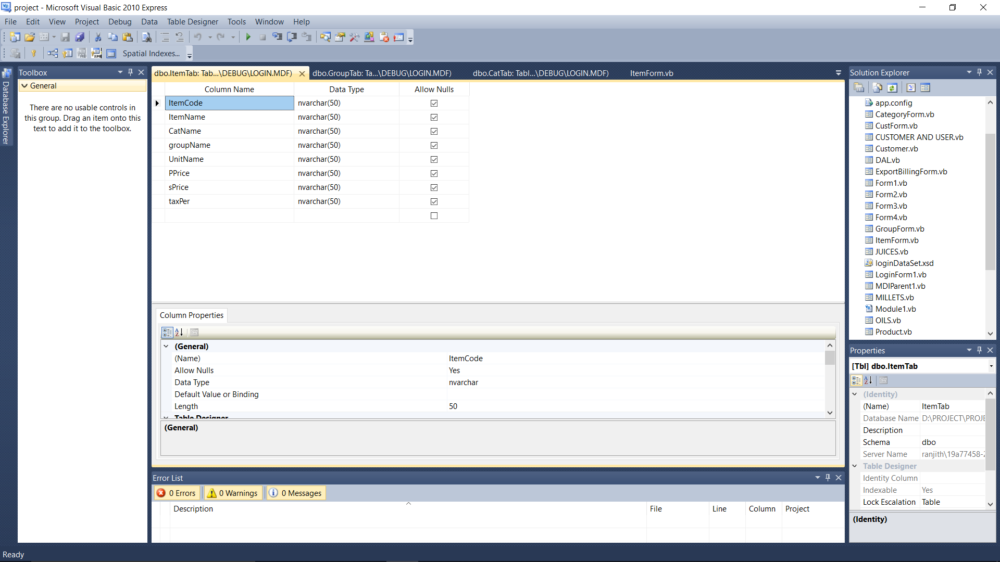 project - Microsoft Visual Basic 2010 Express
File Edit View Project Debug Data Table Designer Tools Window Help
Spatial Indexes...
Database Explorer
Toolbox
General
There are no usable controls in
this group. Drag an item onto this
text to add it to the toolbox.
dbo.ItemTab: Tab...\DEBUG\LOGIN.MDF) dbo.GroupTab: Ta...\DEBUG\LOGIN.MDF) dbo.CatTab: Tabl...\DEBUG\LOGIN.MDF) ItemForm.vb
Column Name Data Type Allow Nulls
ItemCode nvarchar(50)
ItemName nvarchar(50)
CatName nvarchar(50)
groupName nvarchar(50)
UnitName nvarchar(50)
PPrice nvarchar(50)
sPrice nvarchar(50)
taxPer nvarchar(50)
Column Properties
(General)
(Name) ItemCode
Allow Nulls Yes
Data Type nvarchar
Default Value or Binding
Length 50
Table Designer
(General)
Error List
0 Errors 0 Warnings 0 Messages
Description File Line Column Project
Solution Explorer
app.config
CategoryForm.vb
CustForm.vb
CUSTOMER AND USER.vb
Customer.vb
DAL.vb
ExportBillingForm.vb
Form1.vb
Form2.vb
Form3.vb
Form4.vb
GroupForm.vb
ItemForm.vb
JUICES.vb
loginDataSet.xsd
LoginForm1.vb
MDIParent1.vb
MILLETS.vb
Module1.vb
OILS.vb
Product.vb
Properties
[Tbl] dbo.ItemTab
(Identity)
(Name) ItemTab
Database Name D:\PROJECT\PROJE
Description
Schema dbo
Server Name ranjith\19a77458-2
Table Designer
Identity Column
Indexable Yes
Lock Escalation Table
(Identity)
Ready